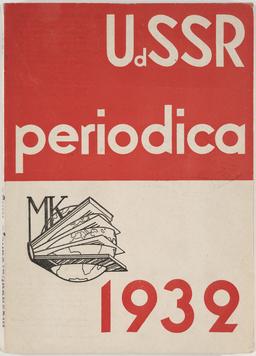 UdSSR
periodica
MK
1932